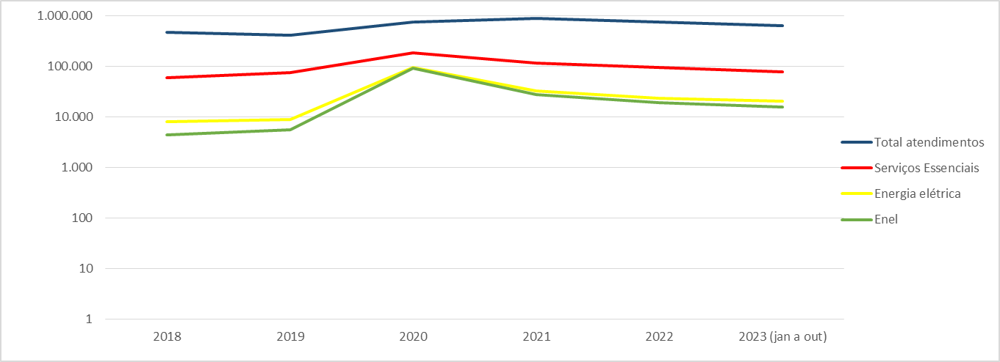 1.000.000
100.000
10.000
1.000
100
10
1
2018 2019 2020 2021 2022 2023 (jan a out)
Total atendimentos
Serviços Essenciais
Energia elétrica
Enel